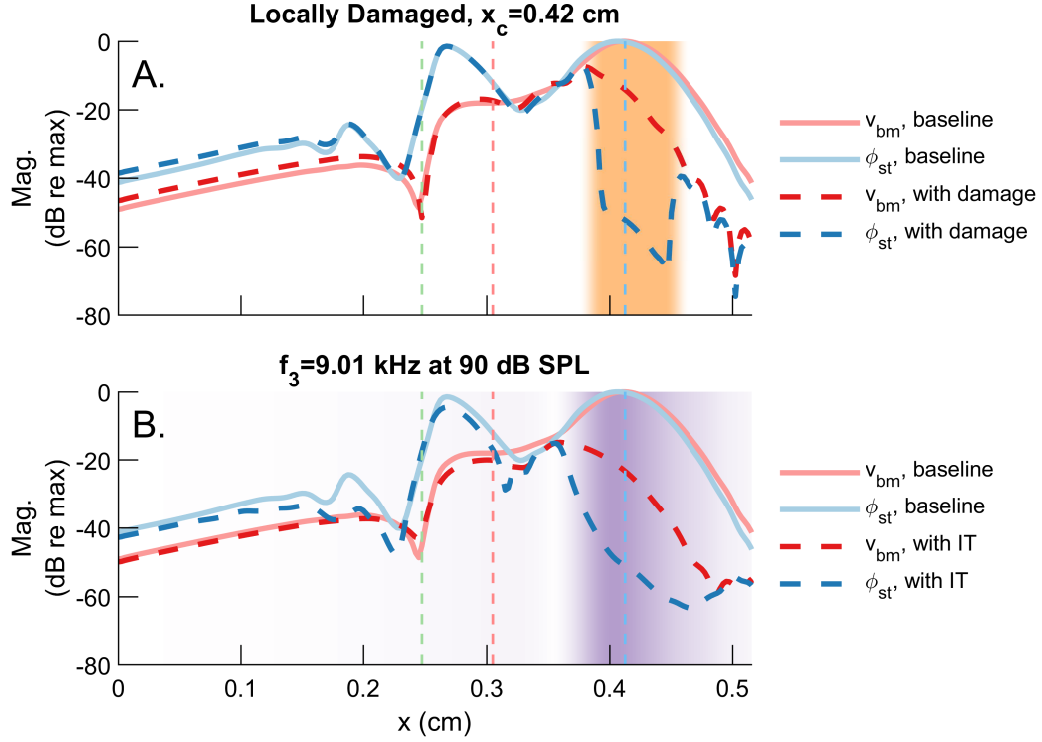 Locally Damaged, x_c=0.42 cm
A.
0
-20
-40
-60
-80
Mag.
(dB re max)
v_bm, baseline
ϕ_st, baseline
v_bm, with damage
ϕ_st, with damage
f_3=9.01 kHz at 90 dB SPL
B.
0
-20
-40
-60
-80
Mag.
(dB re max)
v_bm, baseline
ϕ_st, baseline
v_bm, with IT
ϕ_st, with IT
0 0.1 0.2 0.3 0.4 0.5
x (cm)